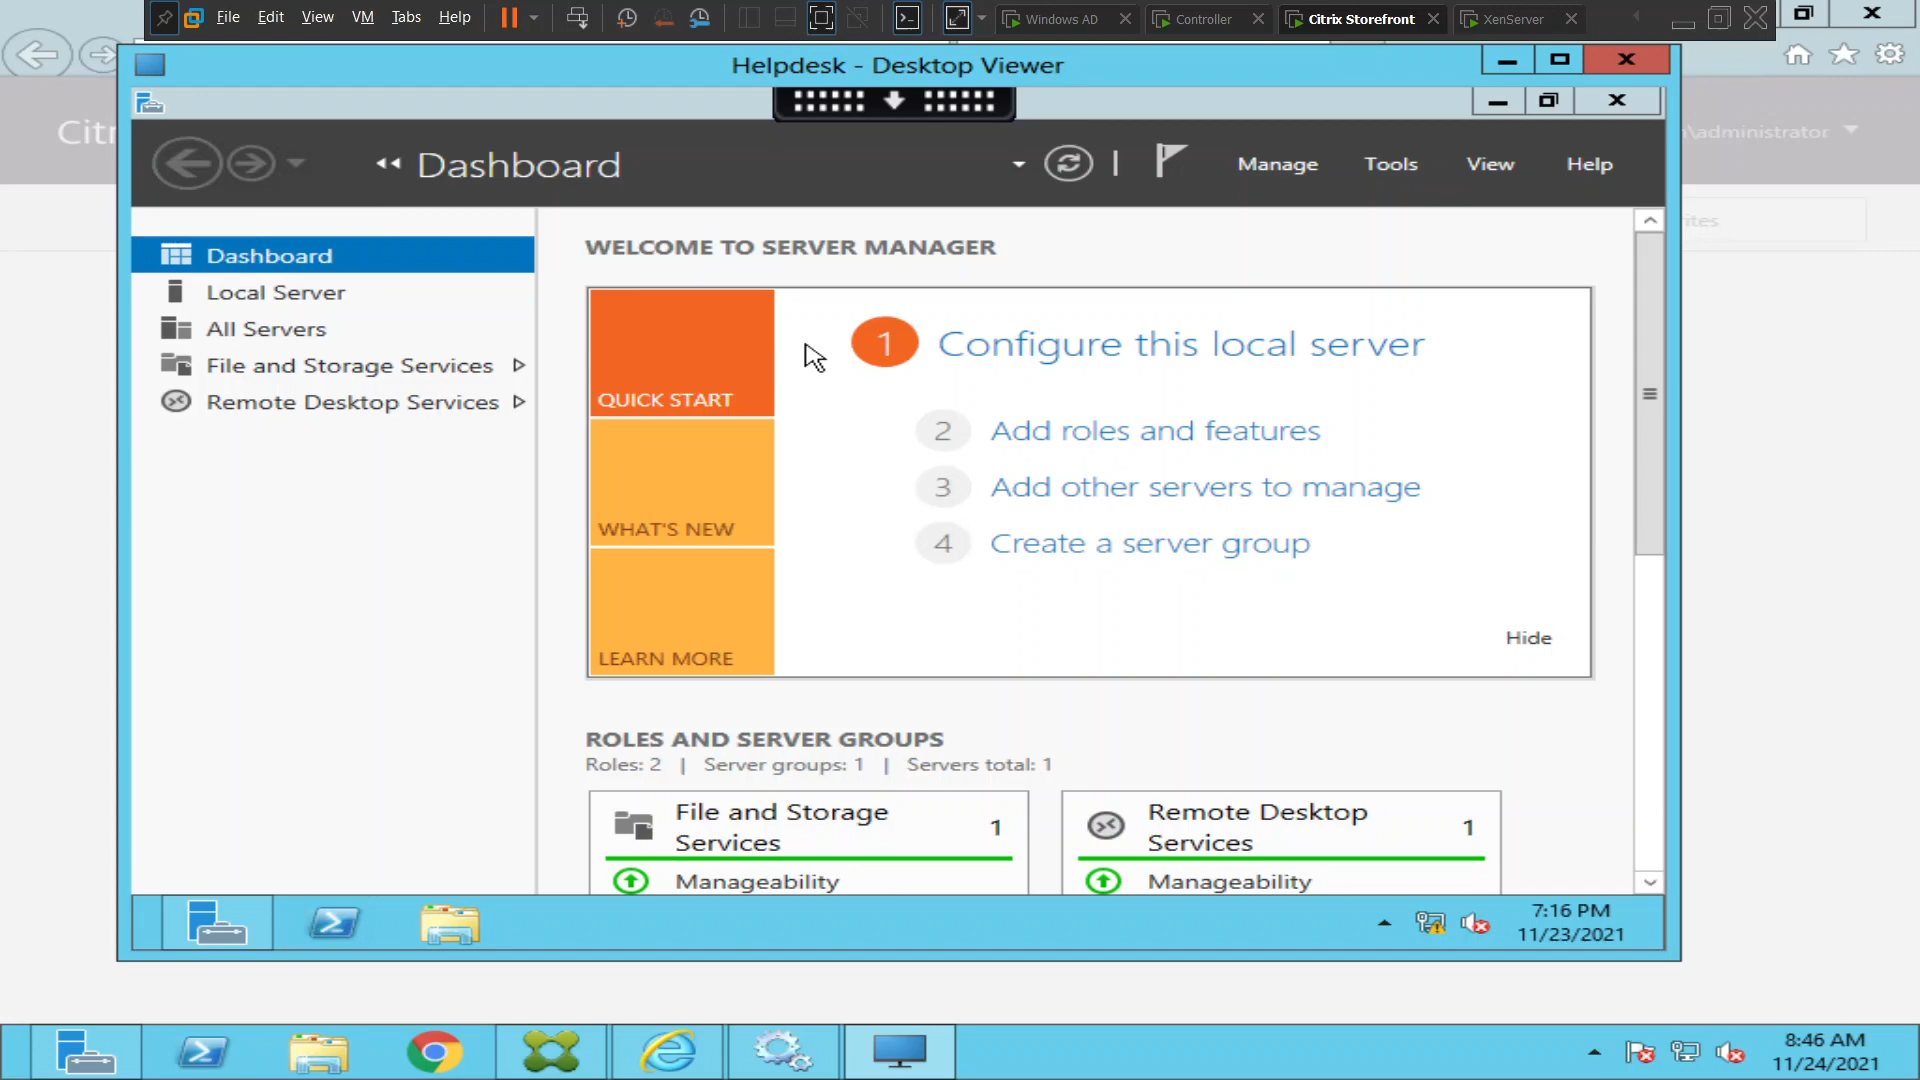 File Edit View VM Tabs Help
Windows AD
Controller
Citrix Storefront
XenServer
Helpdesk - Desktop Viewer
Citr
\administrator
Dashboard
Manage Tools View Help
rites
Dashboard
Local Server
All Servers
File and Storage Services
Remote Desktop Services
WELCOME TO SERVER MANAGER
QUICK START
WHAT'S NEW
LEARN MORE
1 Configure this local server
2 Add roles and features
3 Add other servers to manage
4 Create a server group
Hide
ROLES AND SERVER GROUPS
Roles: 2 | Server groups: 1 | Servers total: 1
File and Storage
Services
1
Manageability
Remote Desktop
Services
1
Manageability
7:16 PM
11/23/2021
8:46 AM
11/24/2021